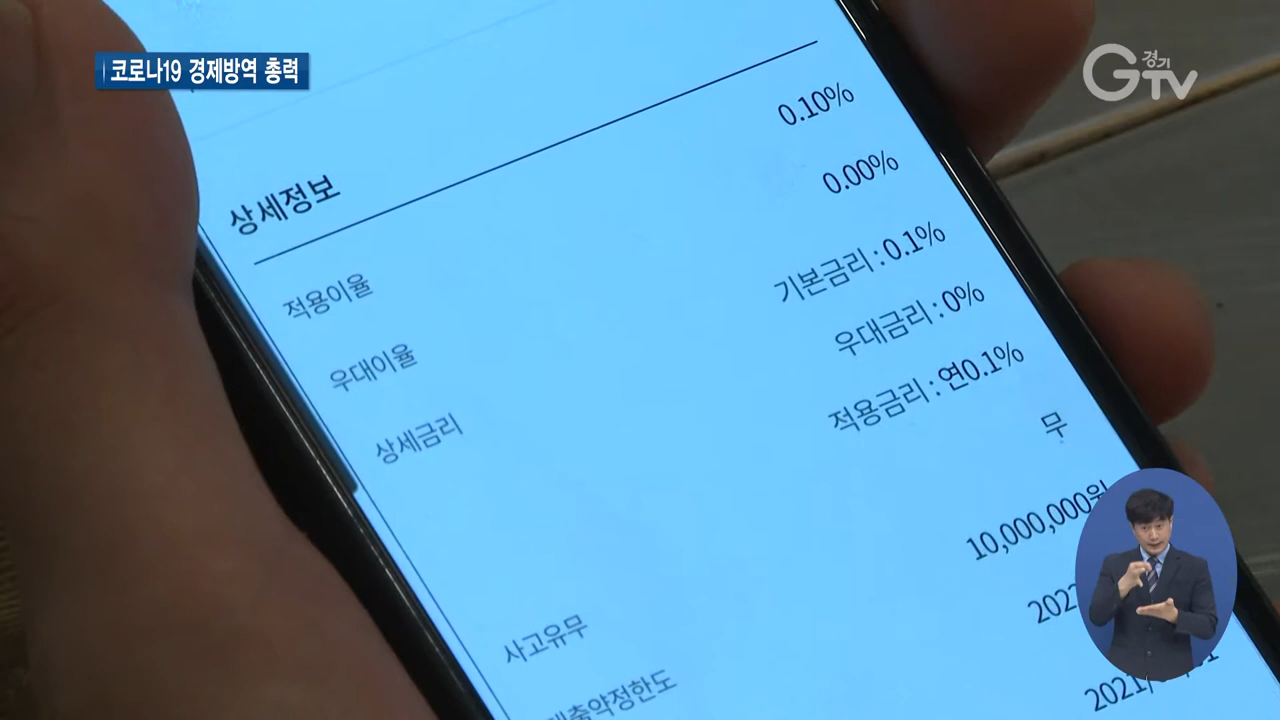 코로나19 경제방역 총력
경기
GTV
상세정보
적용이율 0.10%
우대이율 0.00%
상세금리 기본금리 : 0.1%
우대금리 : 0%
적용금리 : 연0.1%
사고유무 무
10,000,000원